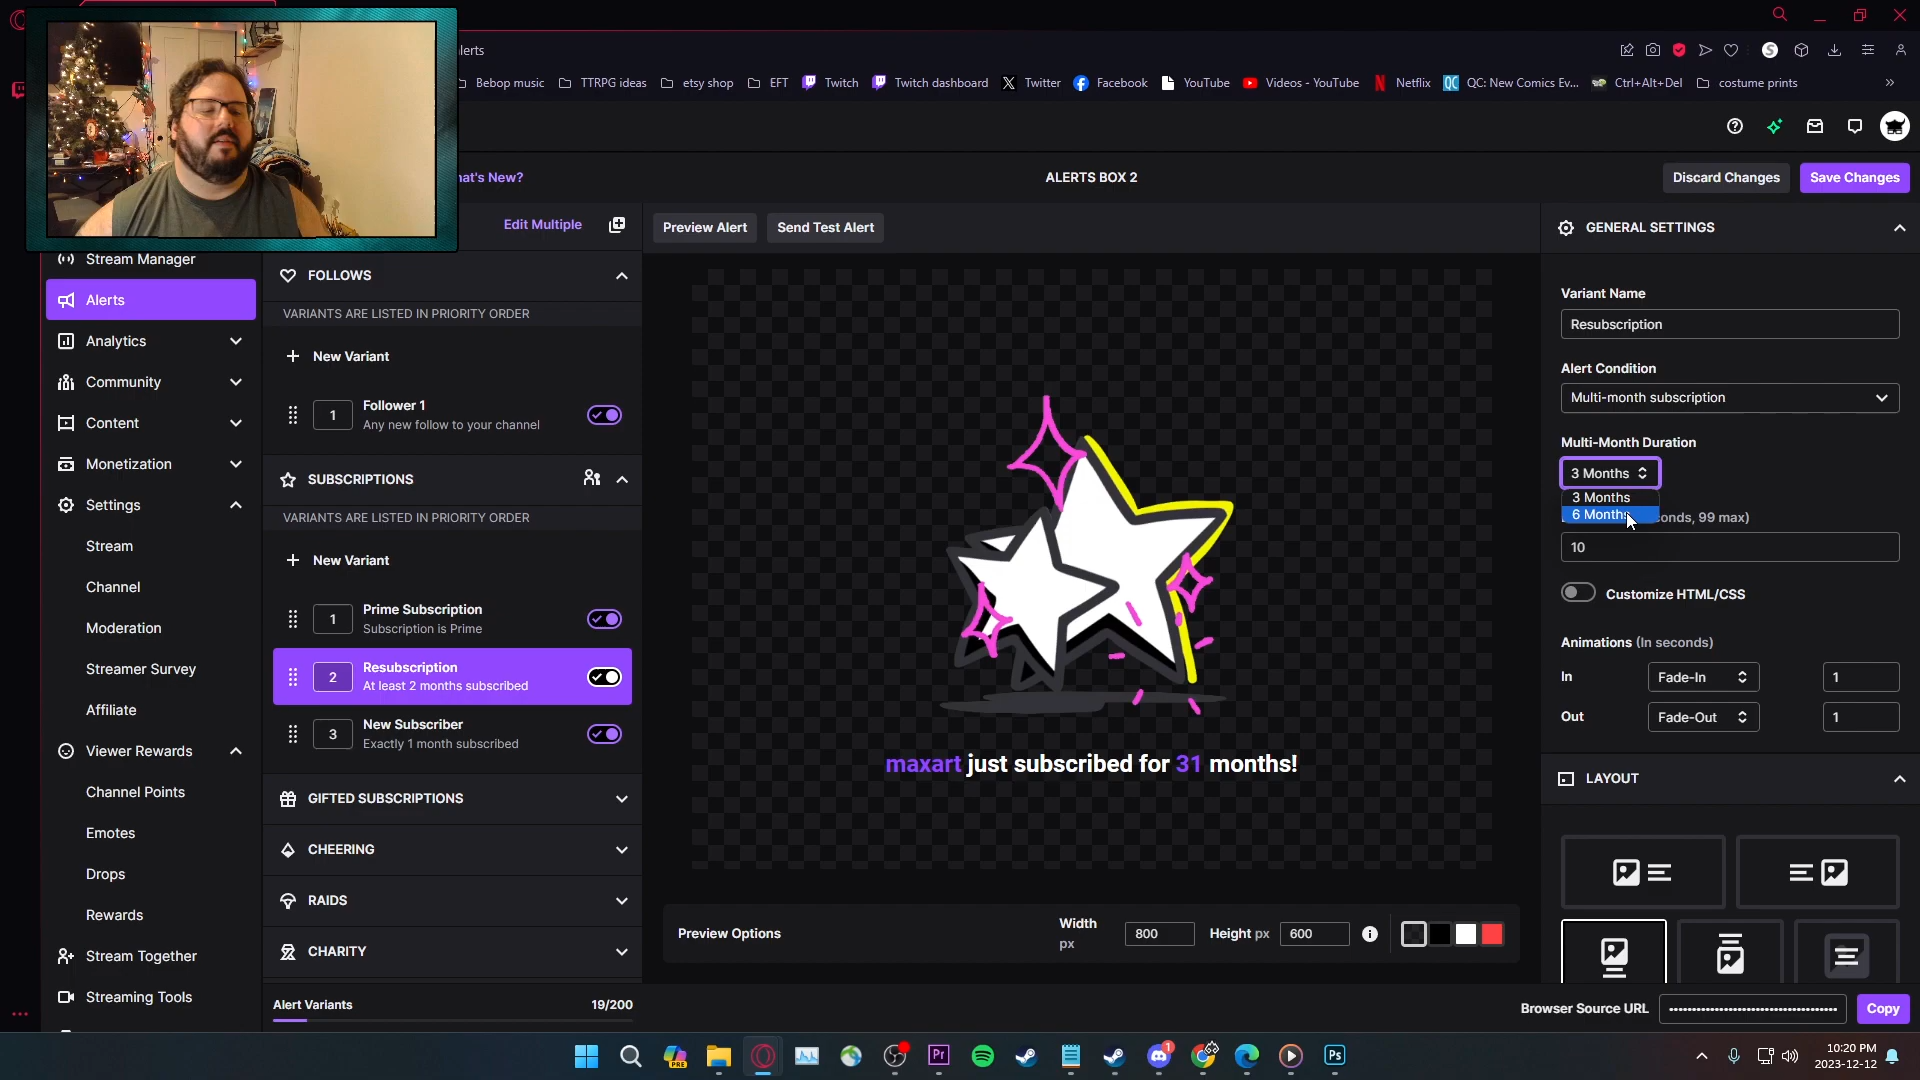 lerts
Bebop music
TTRPG ideas
etsy shop
EFT
Twitch
Twitch dashboard
Twitter
Facebook
YouTube
Videos - YouTube
Netflix
QC: New Comics Ev...
Ctrl+Alt+Del
costume prints
hat's New?
ALERTS BOX 2
Discard Changes
Save Changes
Edit Multiple
Preview Alert
Send Test Alert
GENERAL SETTINGS
Stream Manager
Alerts
Analytics
Community
Content
Monetization
Settings
Stream
Channel
Moderation
Streamer Survey
Affiliate
Viewer Rewards
Channel Points
Emotes
Drops
Rewards
Stream Together
Streaming Tools
FOLLOWS
VARIANTS ARE LISTED IN PRIORITY ORDER
New Variant
1
Follower 1
Any new follow to your channel
SUBSCRIPTIONS
VARIANTS ARE LISTED IN PRIORITY ORDER
New Variant
1
Prime Subscription
Subscription is Prime
2
Resubscription
At least 2 months subscribed
3
New Subscriber
Exactly 1 month subscribed
GIFTED SUBSCRIPTIONS
CHEERING
RAIDS
CHARITY
Alert Variants
19/200
maxart just subscribed for 31 months!
Preview Options
Width
px
800
Height px
600
Variant Name
Resubscription
Alert Condition
Multi-month subscription
Multi-Month Duration
3 Months
3 Months
6 Months
conds, 99 max)
10
Customize HTML/CSS
Animations (In seconds)
In
Fade-In
1
Out
Fade-Out
1
LAYOUT
Browser Source URL
Copy
PRE
Pr
1
Ps
QC
S
10:20 PM
2023-12-12